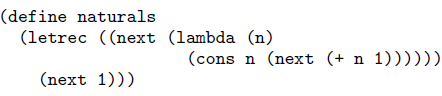 (define naturals
  (letrec ((next (lambda (n)
                   (cons n (next (+ n 1))))))
    (next 1)))